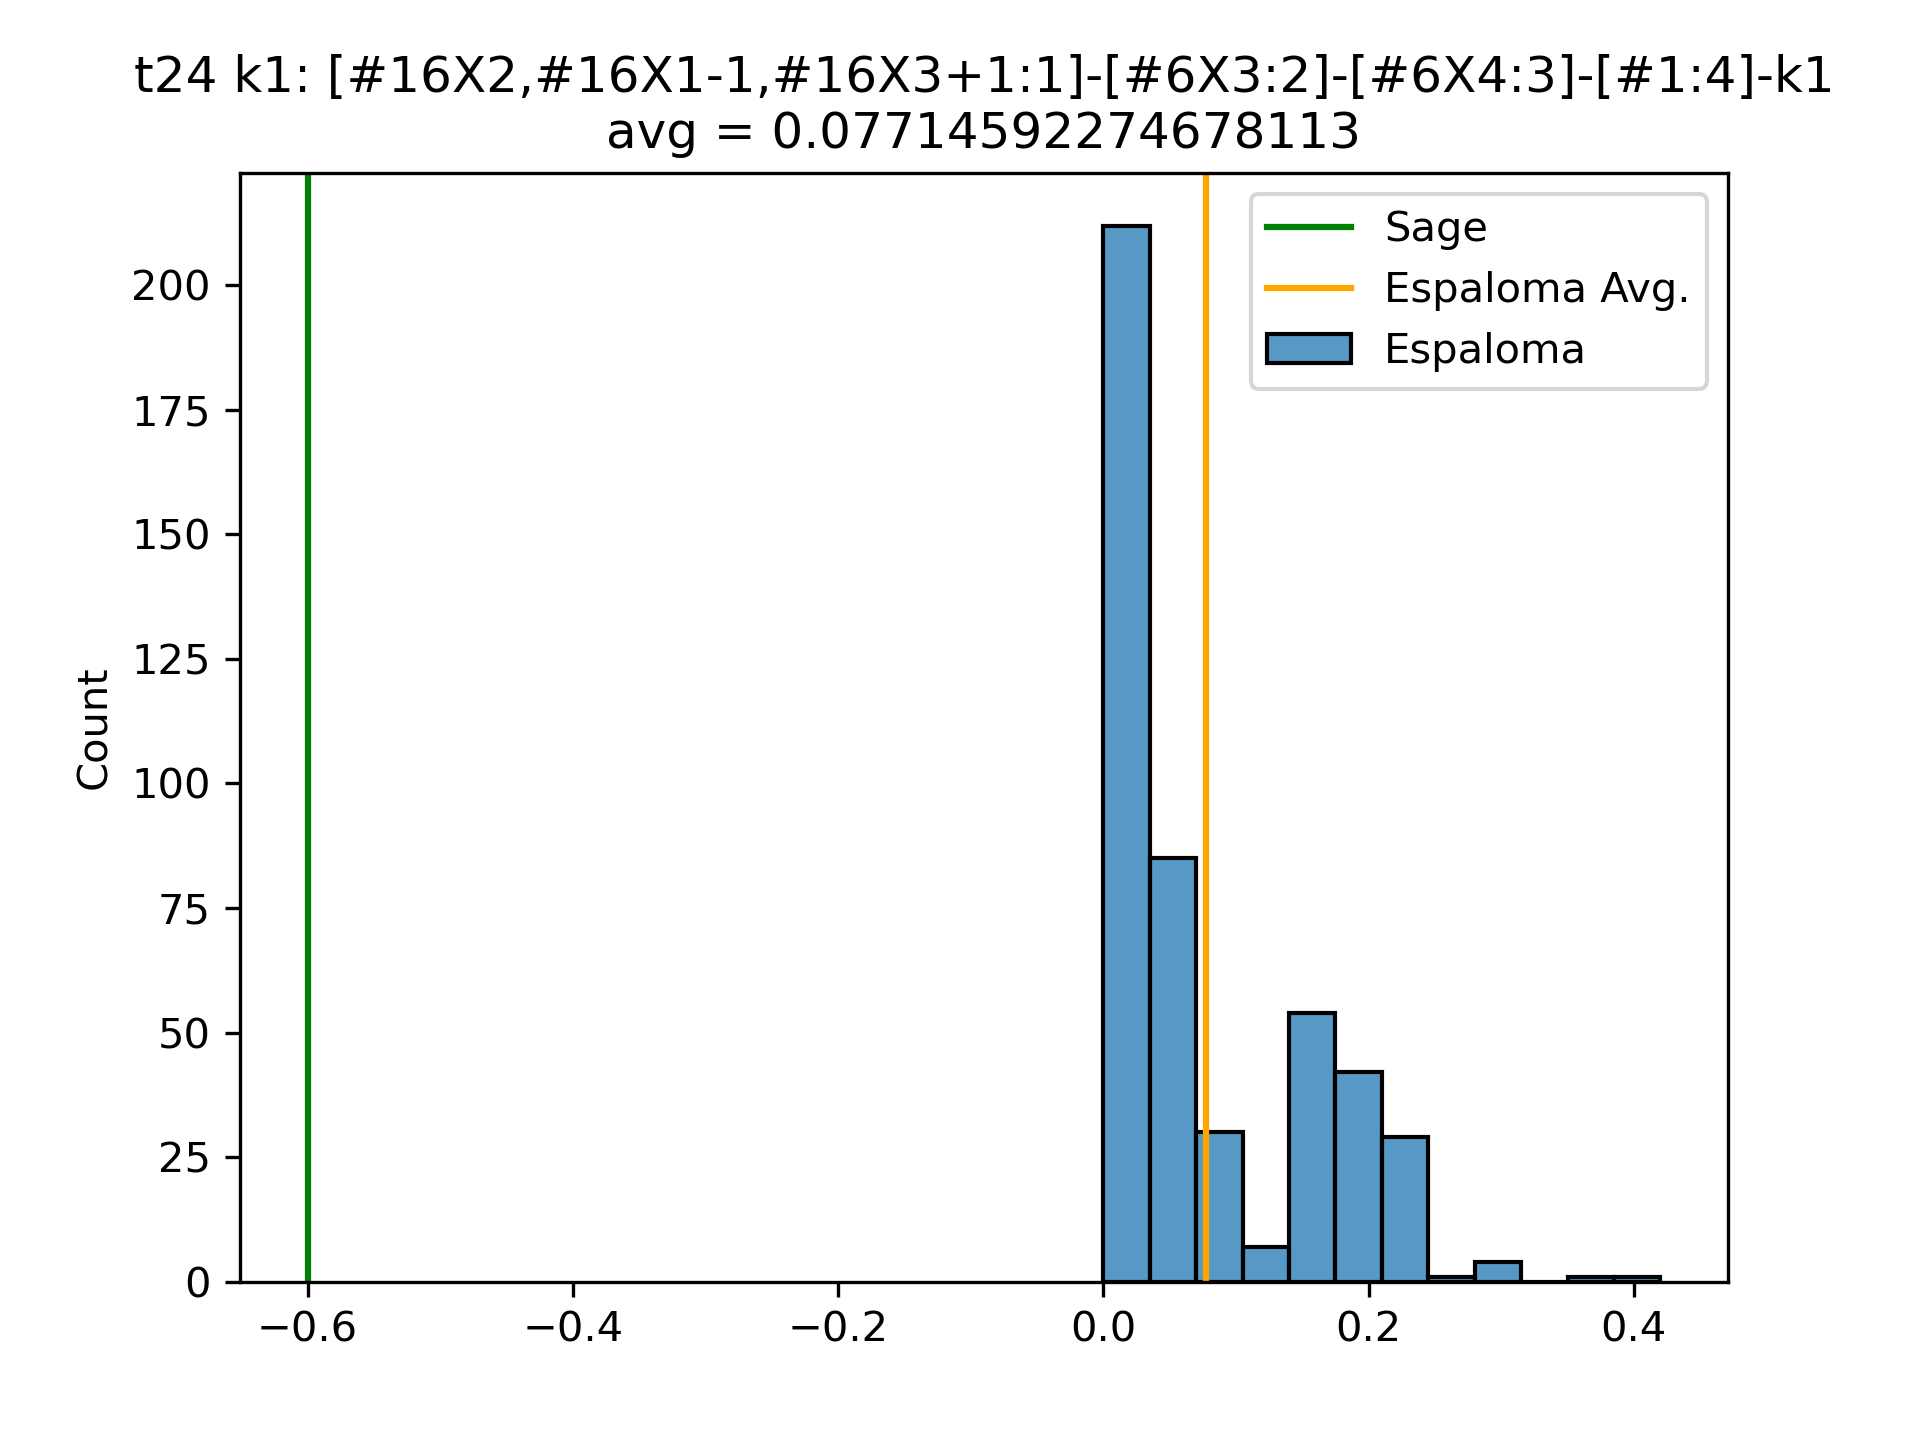 t24 k1: [#16X2,#16X1-1,#16X3+1:1]-[#6X3:2]-[#6X4:3]-[#1:4]-k1
avg = 0.07714592274678113
Sage
Espaloma Avg.
Espaloma
Count
200
175
150
125
100
75
50
25
0
−0.6
−0.4
−0.2
0.0
0.2
0.4